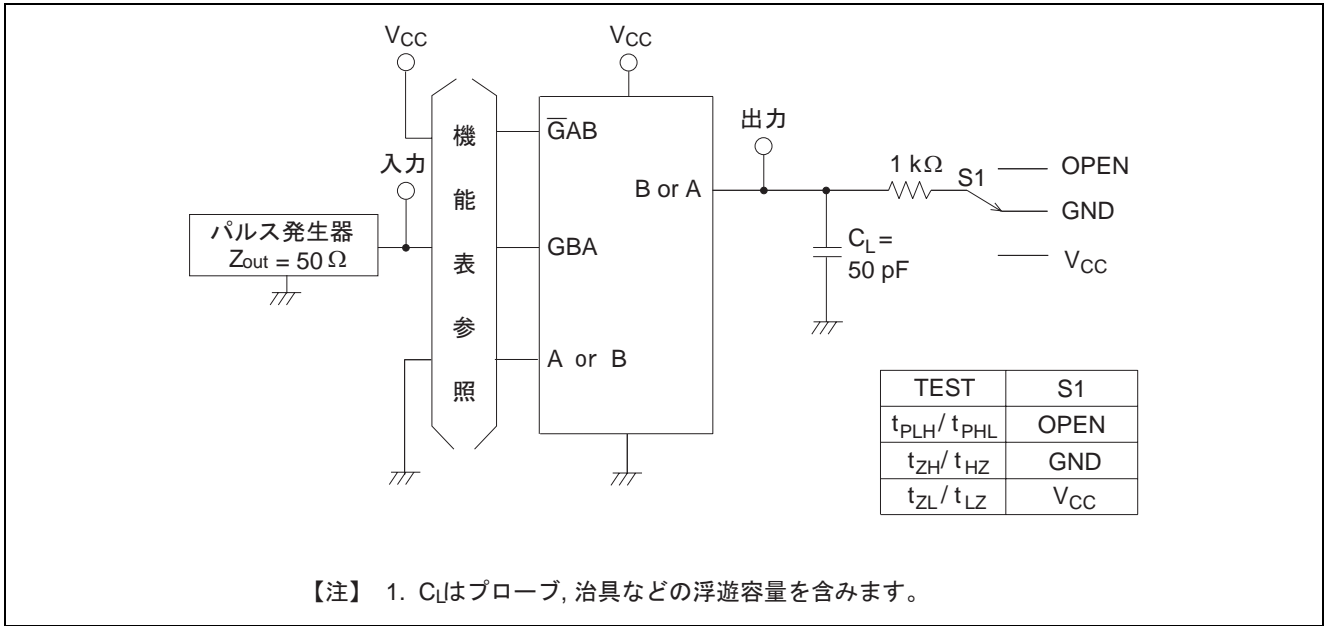 VCC
VCC
入力
パルス発生器
Zout = 50 Ω
機能表参照
G̅AB
GBA
A or B
B or A
出力
1 kΩ
S1
OPEN
GND
VCC
CL=
50 pF
TEST S1
tPLH/ tPHL OPEN
tZH/ tHZ GND
tZL/ tLZ VCC
【注】 1. CLはプローブ, 治具などの浮遊容量を含みます。